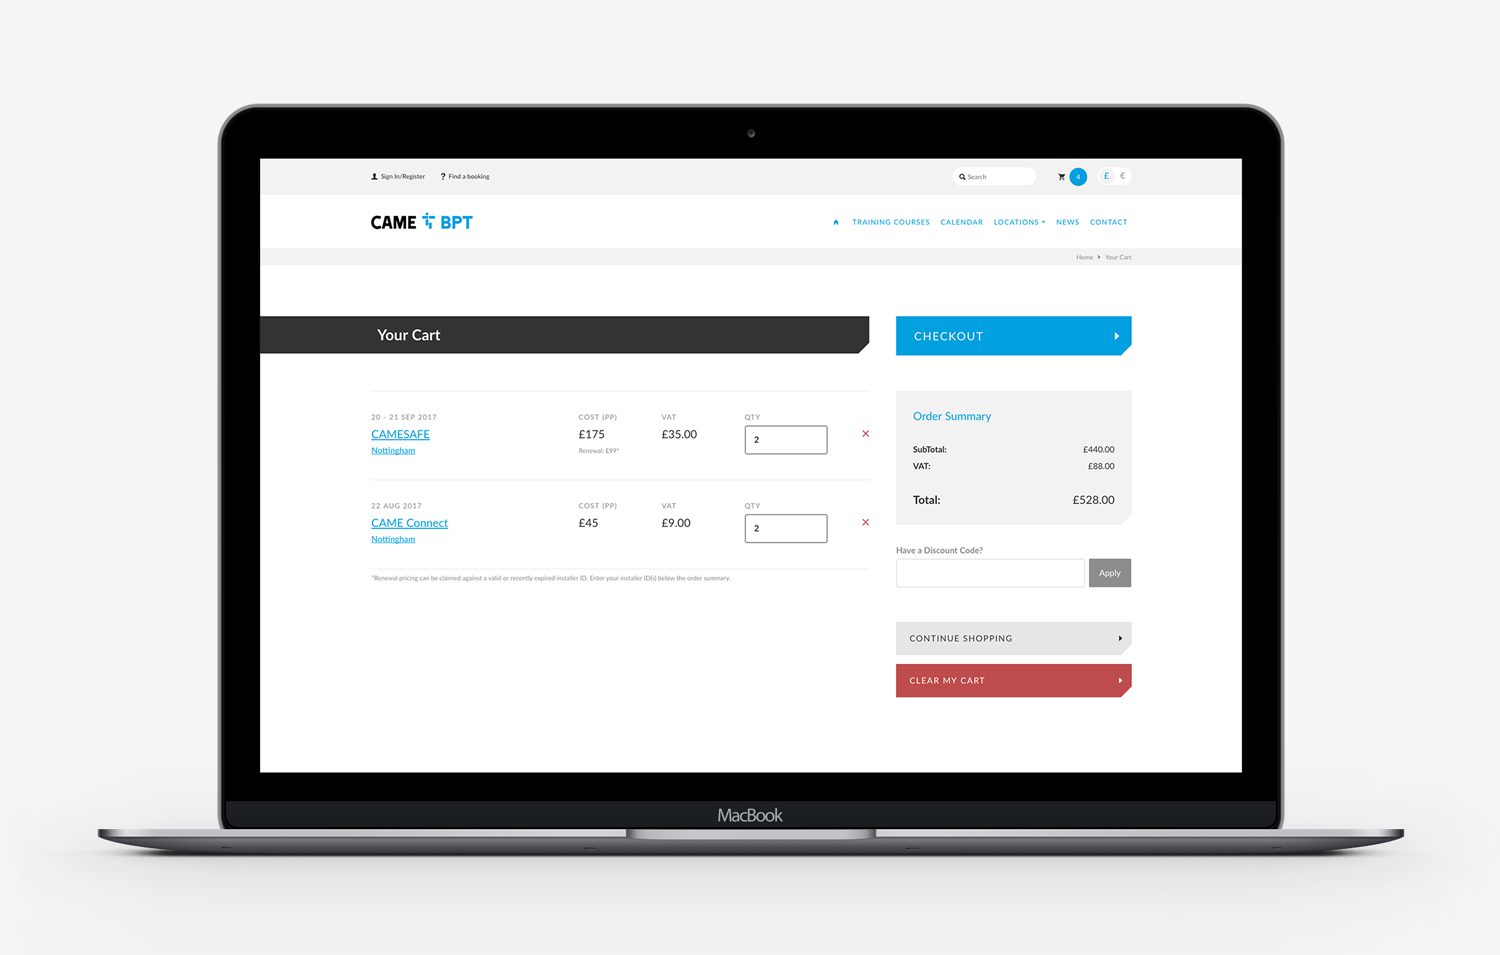 Sign In/Register
? Find a booking
Search
4
£ €
CAME BPT
TRAINING COURSES CALENDAR LOCATIONS NEWS CONTACT
Home Your Cart
Your Cart
CHECKOUT
20 - 21 SEP 2017 COST (PP) VAT QTY
CAMESAFE £175 £35.00 2
Nottingham Renewal: £99*
22 AUG 2017 COST (PP) VAT QTY
CAME Connect £45 £9.00 2
Nottingham
*Renewal pricing can be claimed against a valid or recently expired installer ID. Enter your installer ID(s) below the order summary.
Order Summary
SubTotal: £440.00
VAT: £88.00
Total: £528.00
Have a Discount Code?
Apply
CONTINUE SHOPPING
CLEAR MY CART
MacBook